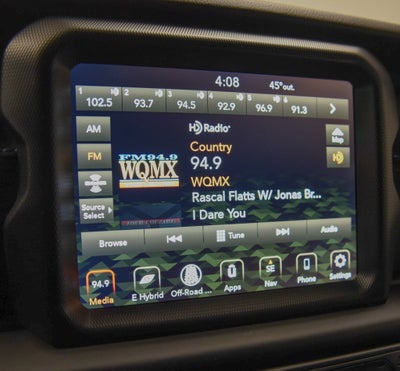 4:08 45°out.
1 102.5 2 93.7 3 94.5 4 92.9 5 96.9 6 91.3
AM
HD Radio
Map
Country
FM
94.9
HD
FM94.9
WQMX
WQMX
Rascal Flatts W/ Jonas Br...
Source
Select
I Dare You
Browse Tune Audio
94.9
Media
E Hybrid
Off-Road ...
Apps
SE
Nav
Phone
Settings